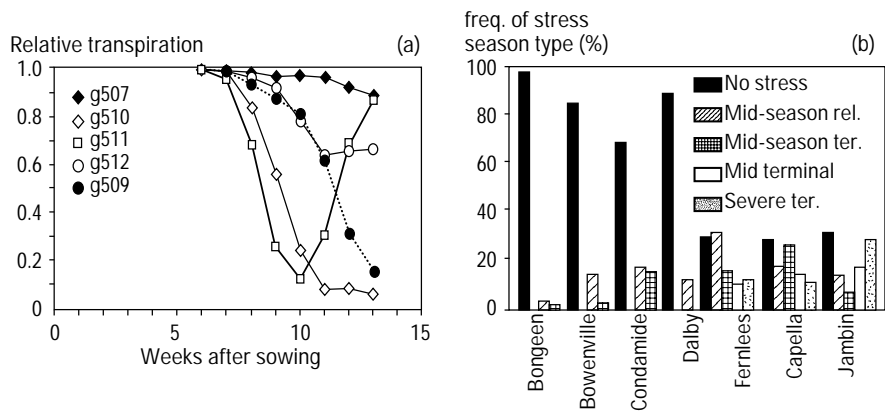 Relative transpiration (a)
1.0
0.8
0.6
0.4
0.2
0
g507
g510
g511
g512
g509
0 5 10 15
Weeks after sowing
freq. of stress
season type (%) (b)
100
80
60
40
20
0
No stress
Mid-season rel.
Mid-season ter.
Mid terminal
Severe ter.
Bongeen
Bowenville
Condamide
Dalby
Fernlees
Capella
Jambin